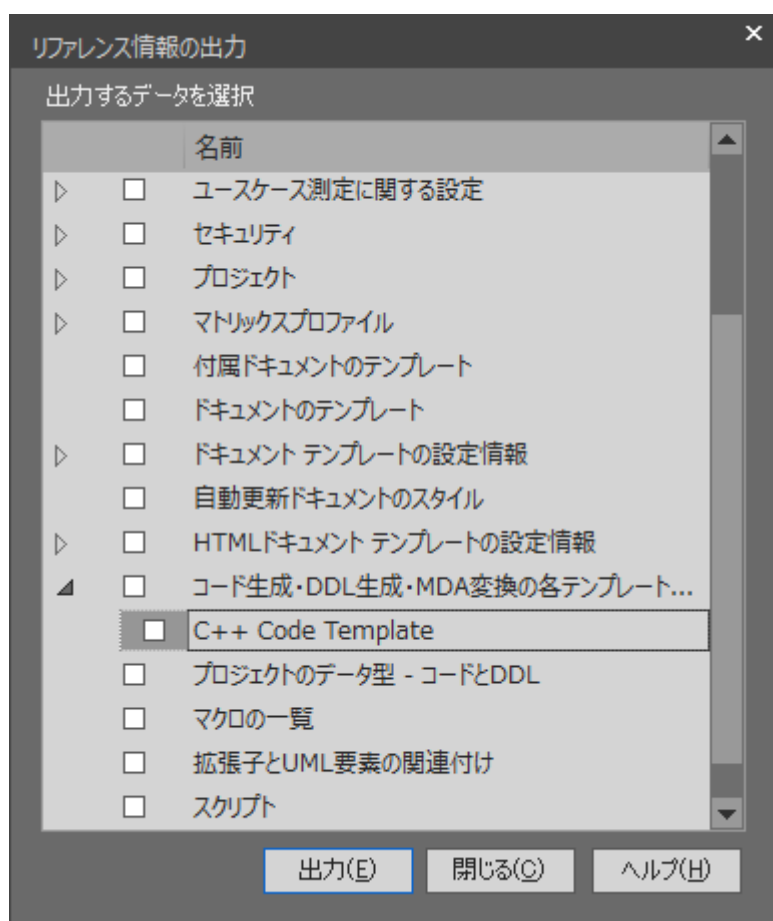 リファレンス情報の出力
出力するデータを選択
名前
ユースケース測定に関する設定
セキュリティ
プロジェクト
マトリックスプロファイル
付属ドキュメントのテンプレート
ドキュメントのテンプレート
ドキュメント テンプレートの設定情報
自動更新ドキュメントのスタイル
HTMLドキュメント テンプレートの設定情報
コード生成・DDL生成・MDA変換の各テンプレート...
C++ Code Template
プロジェクトのデータ型 - コードとDDL
マクロの一覧
拡張子とUML要素の関連付け
スクリプト
出力(E) 閉じる(C) ヘルプ(H)